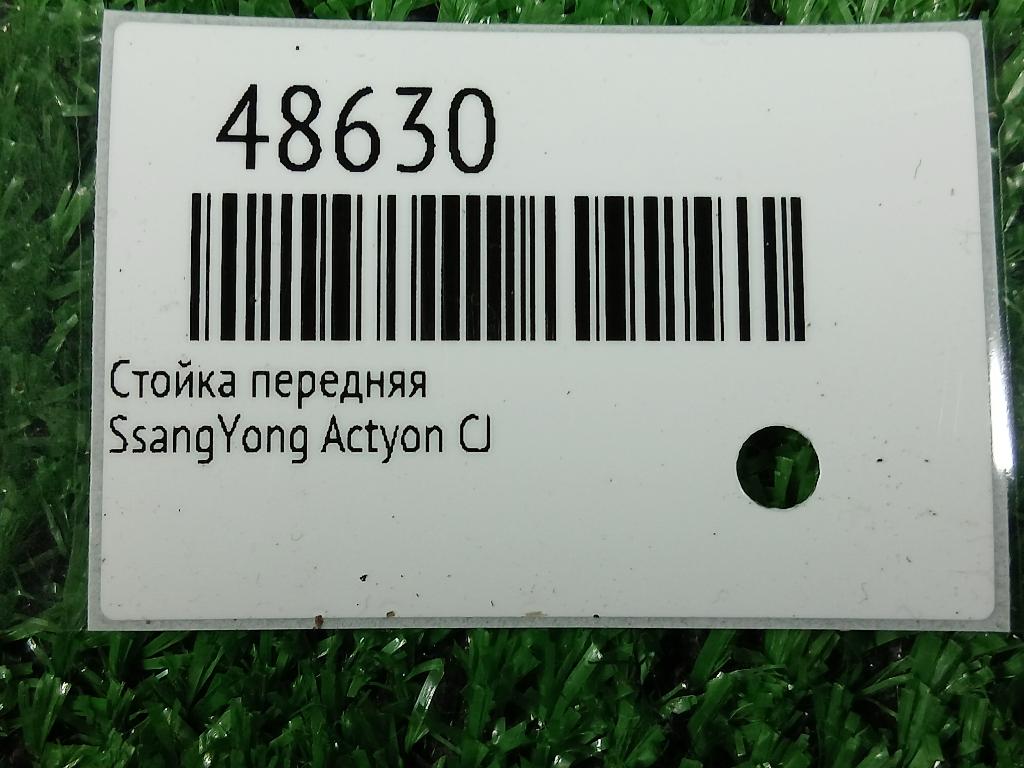 48630
Стойка передняя
SsangYong Actyon CJ